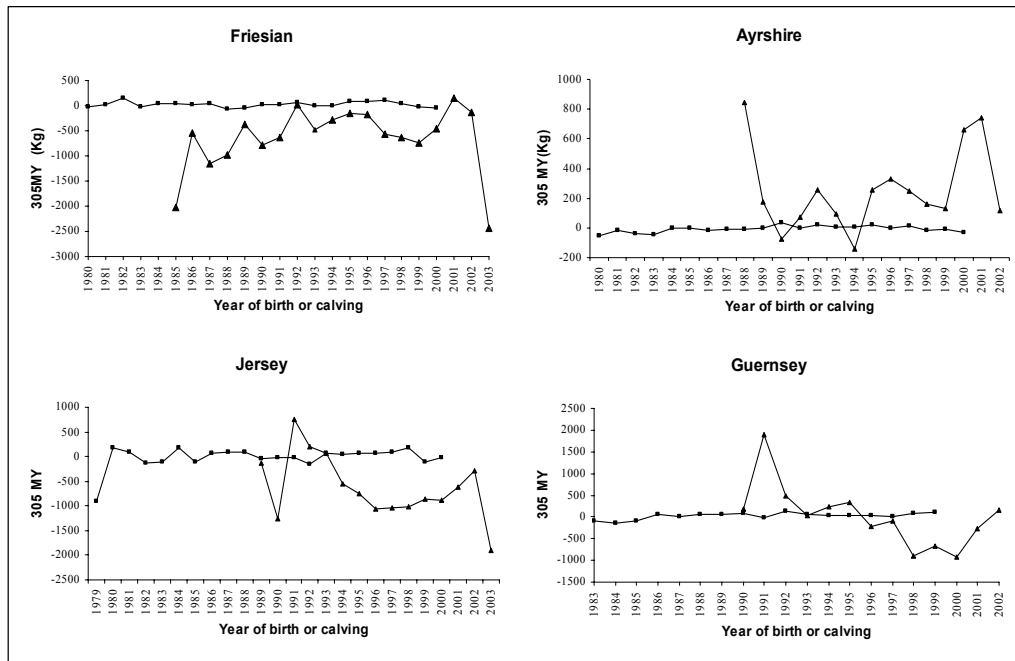 Friesian
305MY (Kg)
500
0
-500
-1000
-1500
-2000
-2500
-3000
1980 1981 1982 1983 1984 1985 1986 1987 1988 1989 1990 1991 1992 1993 1994 1995 1996 1997 1998 1999 2000 2001 2002 2003
Year of birth or calving
Ayrshire
305 MY(Kg)
1000
800
600
400
200
0
-200
1980 1981 1982 1983 1984 1985 1986 1987 1988 1989 1990 1991 1992 1993 1994 1995 1996 1997 1998 1999 2000 2001 2002
Year of birth or calving
Jersey
305 MY
1000
500
0
-500
-1000
-1500
-2000
-2500
1979 1980 1981 1982 1983 1984 1985 1986 1987 1988 1989 1990 1991 1992 1993 1994 1995 1996 1997 1998 1999 2000 2001 2002 2003
Year of birth or calving
Guernsey
305 MY
2500
2000
1500
1000
500
0
-500
-1000
-1500
1983 1984 1985 1986 1987 1988 1989 1990 1991 1992 1993 1994 1995 1996 1997 1998 1999 2000 2001 2002
Year of birth or calving